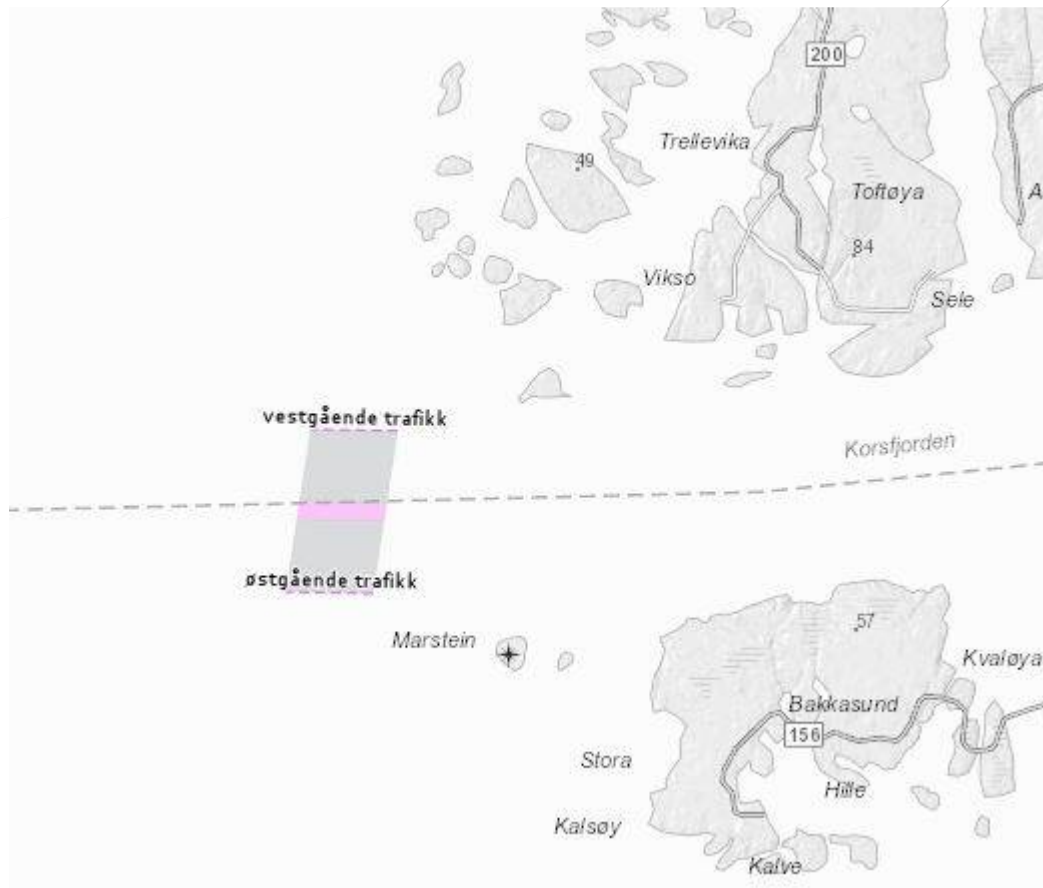 200
Trellevika
49
Toftøya
A
84
Vikso
Sele
vestgående trafikk
Korsfjorden
østgående trafikk
57
Marstein
Kvaløya
Bakkasund
156
Stora
Hille
Kalsøy
Kalve